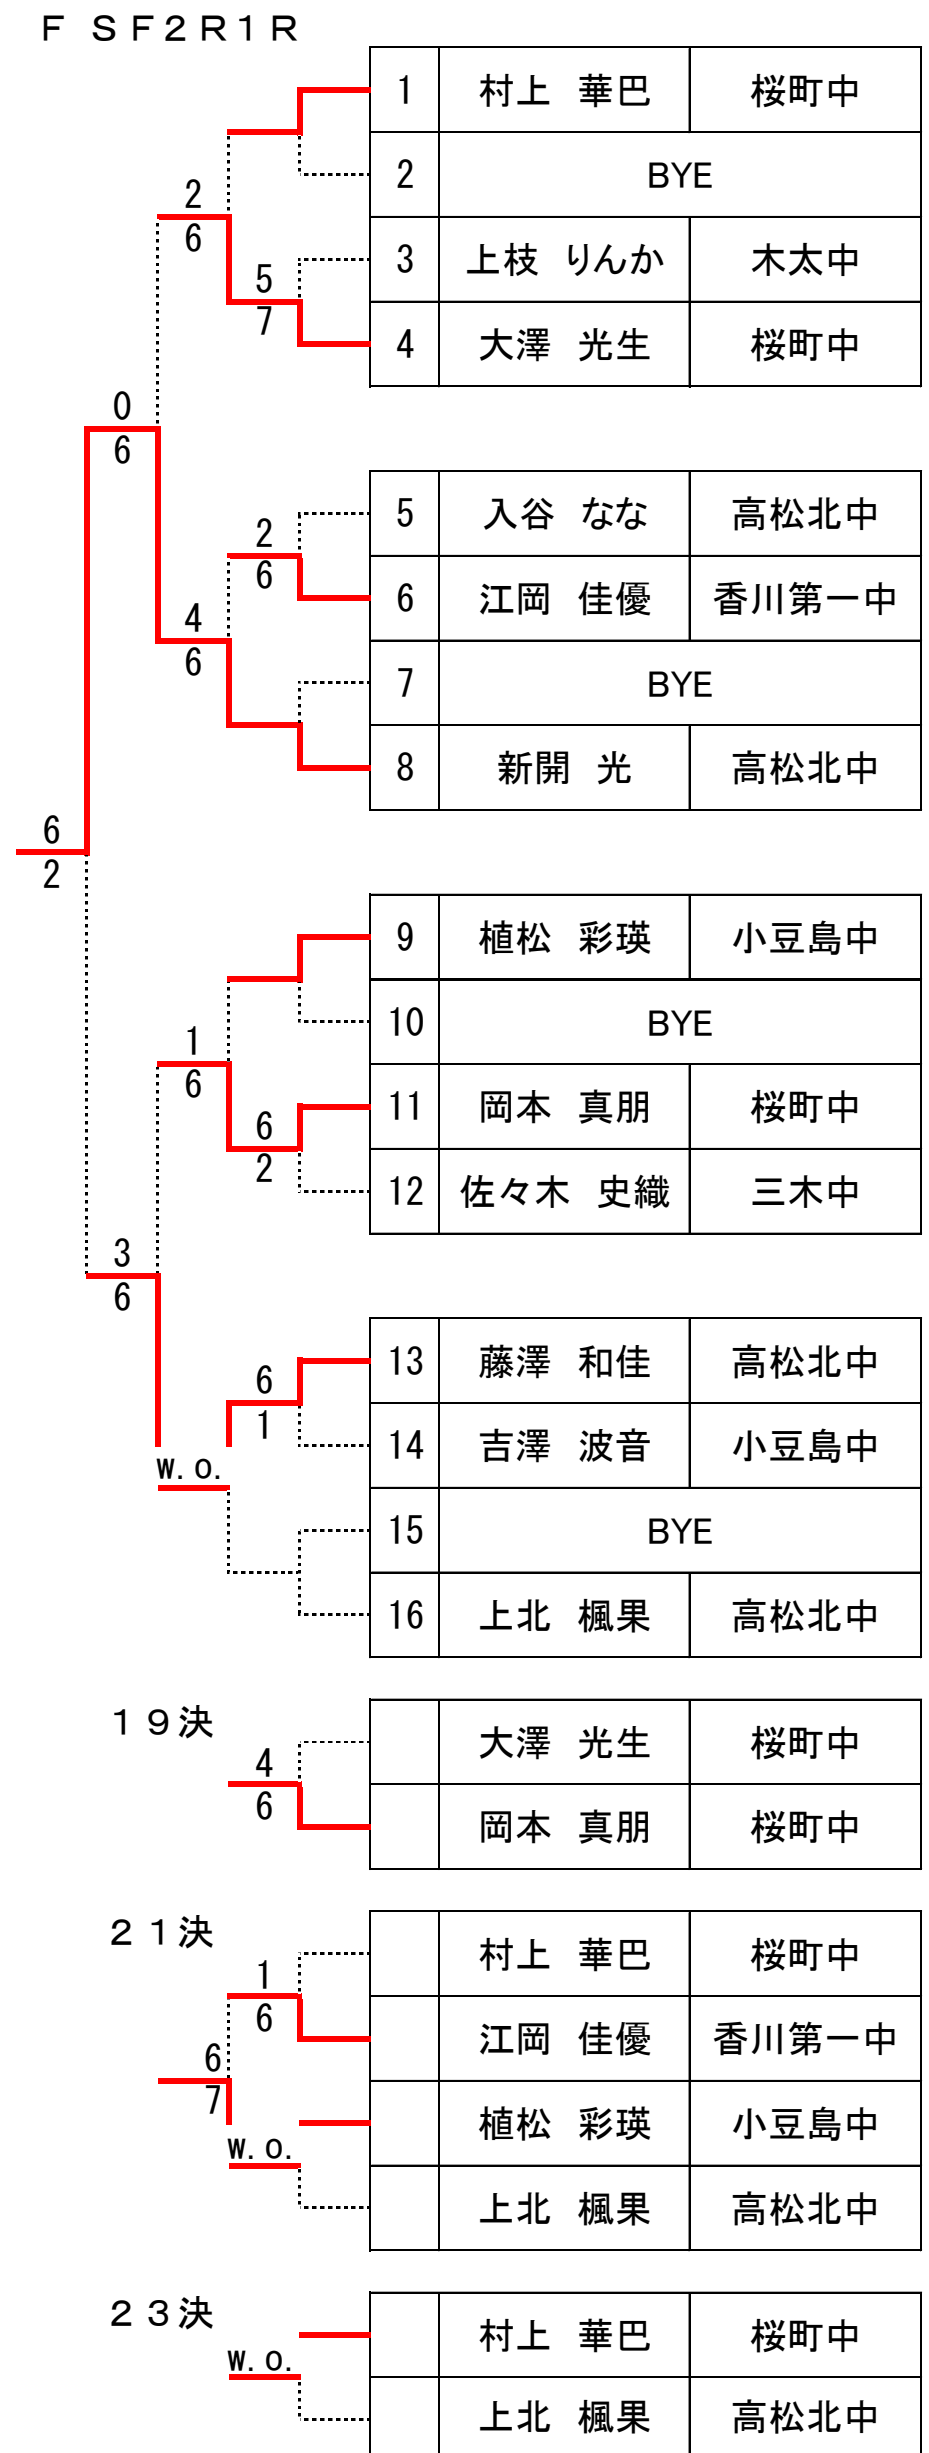 Ｆ ＳＦ２Ｒ１Ｒ
1 村上 華巴 桜町中
2 BYE
2
6
3 上枝 りんか 木太中
5
7
4 大澤 光生 桜町中
0
6
5 入谷 なな 高松北中
2
6
6 江岡 佳優 香川第一中
4
6
7 BYE
8 新開 光 高松北中
6
2
9 植松 彩瑛 小豆島中
10 BYE
1
6
11 岡本 真朋 桜町中
6
2
12 佐々木 史織 三木中
3
6
13 藤澤 和佳 高松北中
6
1
14 吉澤 波音 小豆島中
W.O.
15 BYE
16 上北 楓果 高松北中
１９決
大澤 光生 桜町中
4
6
岡本 真朋 桜町中
２１決
村上 華巴 桜町中
1
6
江岡 佳優 香川第一中
6
7
植松 彩瑛 小豆島中
W.O.
上北 楓果 高松北中
２３決
村上 華巴 桜町中
W.O.
上北 楓果 高松北中